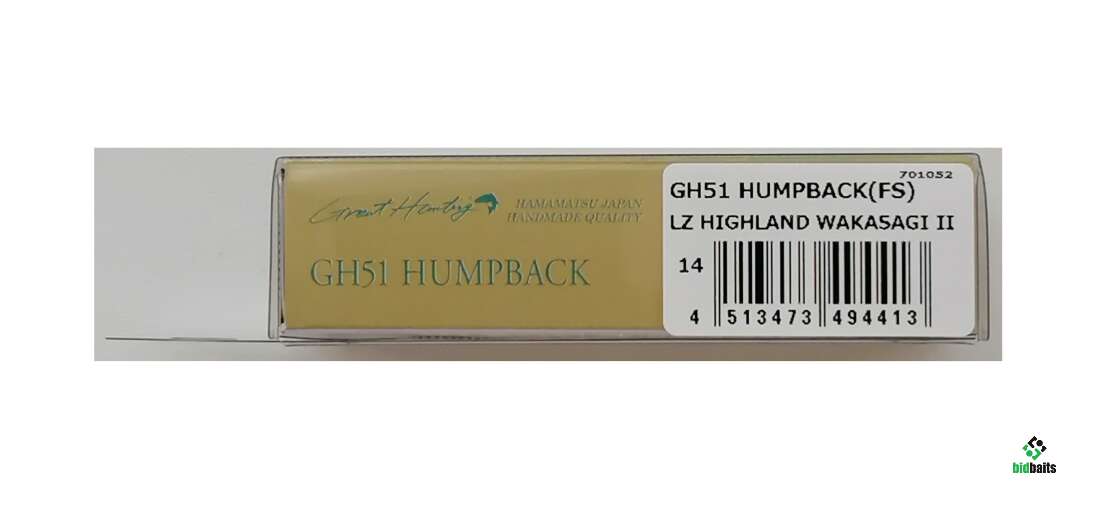 Great Hunting
HAMAMATSU JAPAN
HANDMADE QUALITY
GH51 HUMPBACK
701052
GH51 HUMPBACK(FS)
LZ HIGHLAND WAKASAGI II
14
4 513473 494413
bidbaits